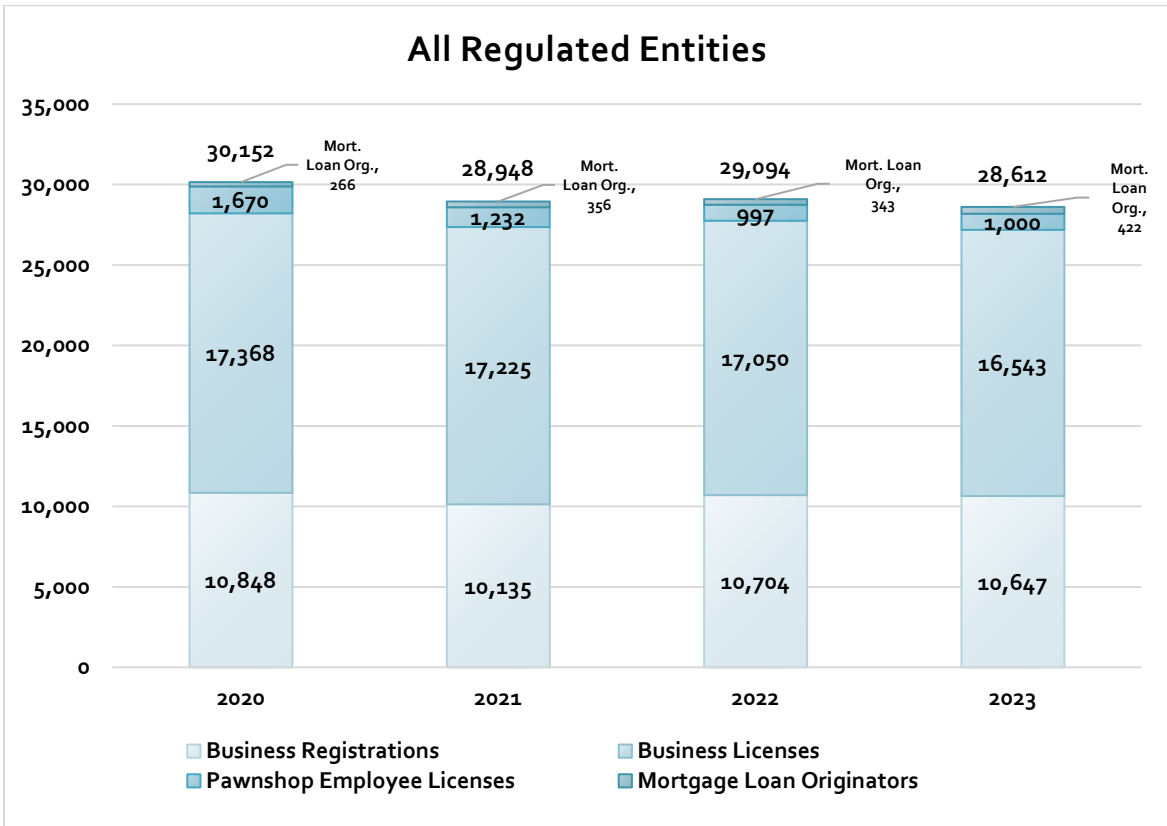 All Regulated Entities
35,000
30,000
25,000
20,000
15,000
10,000
5,000
0
30,152
Mort.
Loan Org.,
266
1,670
17,368
10,848
28,948
Mort.
Loan Org.,
356
1,232
17,225
10,135
29,094
Mort. Loan
Org.,
343
997
17,050
10,704
28,612
Mort.
Loan
Org.,
422
1,000
16,543
10,647
2020
2021
2022
2023
Business Registrations
Business Licenses
Pawnshop Employee Licenses
Mortgage Loan Originators